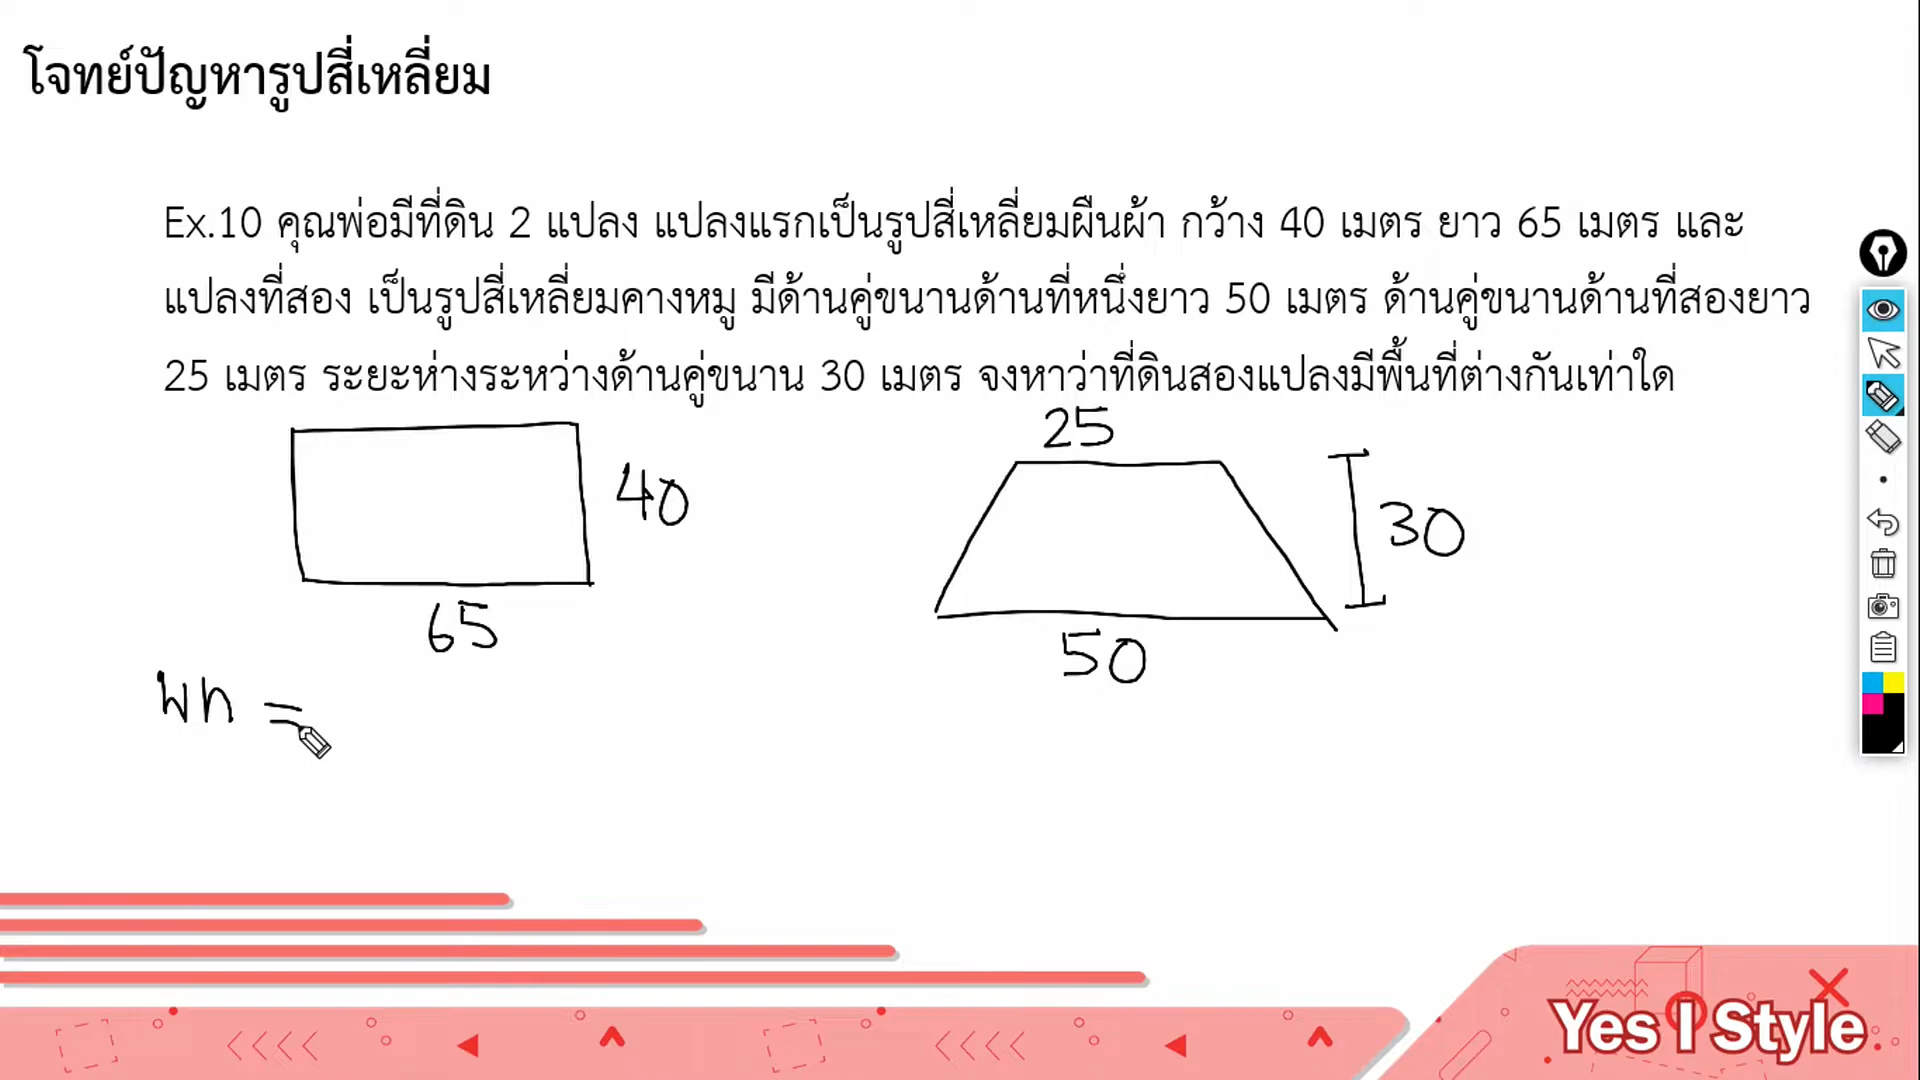 โจทย์ปัญหารูปสี่เหลี่ยม
Ex.10 คุณพ่อมีที่ดิน 2 แปลง แปลงแรกเป็นรูปสี่เหลี่ยมผืนผ้า กว้าง 40 เมตร ยาว 65 เมตร และ
แปลงที่สอง เป็นรูปสี่เหลี่ยมคางหมู มีด้านคู่ขนานด้านที่หนึ่งยาว 50 เมตร ด้านคู่ขนานด้านที่สองยาว
25 เมตร ระยะห่างระหว่างด้านคู่ขนาน 30 เมตร จงหาว่าที่ดินสองแปลงมีพื้นที่ต่างกันเท่าใด
25
40
30
65
50
พท =
Yes I Style